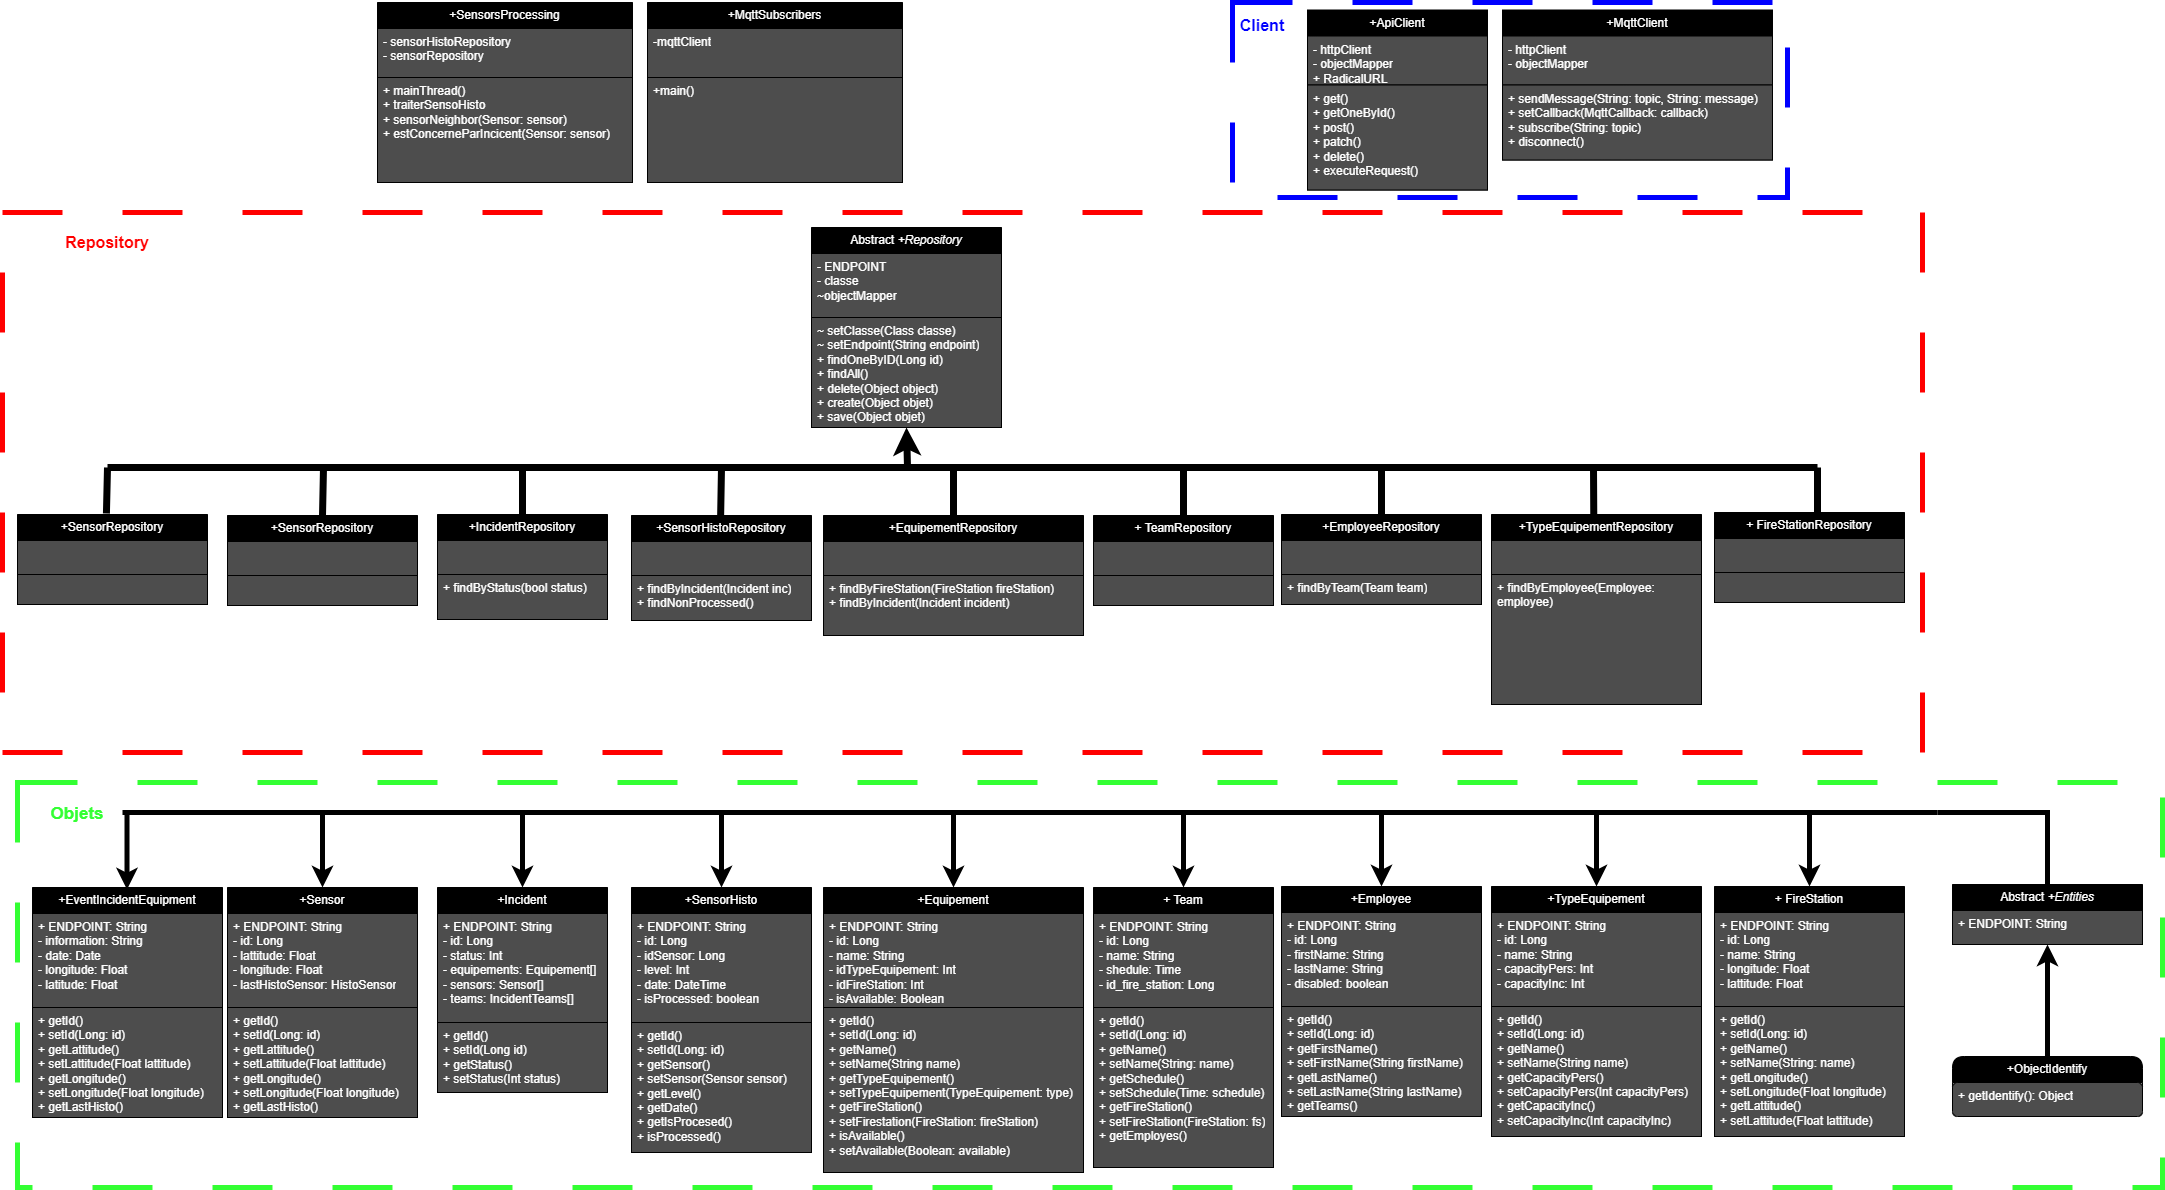 +SensorsProcessing
- sensorHistoRepository
- sensorRepository
+ mainThread()
+ traiterSensoHisto
+ sensorNeighbor(Sensor: sensor)
+ estConcerneParIncicent(Sensor: sensor)
+MqttSubscribers
-mqttClient
+main()
Client
+ApiClient
- httpClient
- objectMapper
+ RadicalURL
+ get()
+ getOneById()
+ post()
+ patch()
+ delete()
+ executeRequest()
+MqttClient
- httpClient
- objectMapper
+ sendMessage(String: topic, String: message)
+ setCallback(MqttCallback: callback)
+ subscribe(String: topic)
+ disconnect()
Repository
Abstract +Repository
- ENDPOINT
- classe
~objectMapper
~ setClasse(Class classe)
~ setEndpoint(String endpoint)
+ findOneByID(Long id)
+ findAll()
+ delete(Object object)
+ create(Object objet)
+ save(Object objet)
+SensorRepository
+SensorRepository
+IncidentRepository
+ findByStatus(bool status)
+SensorHistoRepository
+ findByIncident(Incident inc)
+ findNonProcessed()
+EquipementRepository
+ findByFireStation(FireStation fireStation)
+ findByIncident(Incident incident)
+ TeamRepository
+EmployeeRepository
+ findByTeam(Team team)
+TypeEquipementRepository
+ findByEmployee(Employee:
employee)
+ FireStationRepository
Objets
+EventIncidentEquipment
+ ENDPOINT: String
- information: String
- date: Date
- longitude: Float
- latitude: Float
+ getId()
+ setId(Long: id)
+ getLattitude()
+ setLattitude(Float lattitude)
+ getLongitude()
+ setLongitude(Float longitude)
+ getLastHisto()
+Sensor
+ ENDPOINT: String
- id: Long
- lattitude: Float
- longitude: Float
- lastHistoSensor: HistoSensor
+ getId()
+ setId(Long: id)
+ getLattitude()
+ setLattitude(Float lattitude)
+ getLongitude()
+ setLongitude(Float longitude)
+ getLastHisto()
+Incident
+ ENDPOINT: String
- id: Long
- status: Int
- equipements: Equipement[]
- sensors: Sensor[]
- teams: IncidentTeams[]
+ getId()
+ setId(Long id)
+ getStatus()
+ setStatus(Int status)
+SensorHisto
+ ENDPOINT: String
- id: Long
- idSensor: Long
- level: Int
- date: DateTime
- isProcessed: boolean
+ getId()
+ setId(Long: id)
+ getSensor()
+ setSensor(Sensor sensor)
+ getLevel()
+ getDate()
+ getIsProcesed()
+ isProcessed()
+Equipement
+ ENDPOINT: String
- id: Long
- name: String
- idTypeEquipement: Int
- idFireStation: Int
- isAvailable: Boolean
+ getId()
+ setId(Long: id)
+ getName()
+ setName(String name)
+ getTypeEquipement()
+ setTypeEquipement(TypeEquipement: type)
+ getFireStation()
+ setFirestation(FireStation: fireStation)
+ isAvailable()
+ setAvailable(Boolean: available)
+ Team
+ ENDPOINT: String
- id: Long
- name: String
- shedule: Time
- id_fire_station: Long
+ getId()
+ setId(Long: id)
+ getName()
+ setName(String: name)
+ getSchedule()
+ setSchedule(Time: schedule)
+ getFireStation()
+ setFireStation(FireStation: fs)
+ getEmployes()
+Employee
+ ENDPOINT: String
- id: Long
- firstName: String
- lastName: String
- disabled: boolean
+ getId()
+ setId(Long: id)
+ getFirstName()
+ setFirstName(String firstName)
+ getLastName()
+ setLastName(String lastName)
+ getTeams()
+TypeEquipement
+ ENDPOINT: String
- id: Long
- name: String
- capacityPers: Int
- capacityInc: Int
+ getId()
+ setId(Long: id)
+ getName()
+ setName(String name)
+ getCapacityPers()
+ setCapacityPers(Int capacityPers)
+ getCapacityInc()
+ setCapacityInc(Int capacityInc)
+ FireStation
+ ENDPOINT: String
- id: Long
- name: String
- longitude: Float
- lattitude: Float
+ getId()
+ setId(Long: id)
+ getName()
+ setName(String: name)
+ getLongitude()
+ setLongitude(Float longitude)
+ getLattitude()
+ setLattitude(Float lattitude)
Abstract +Entities
+ ENDPOINT: String
+ObjectIdentify
+ getIdentify(): Object